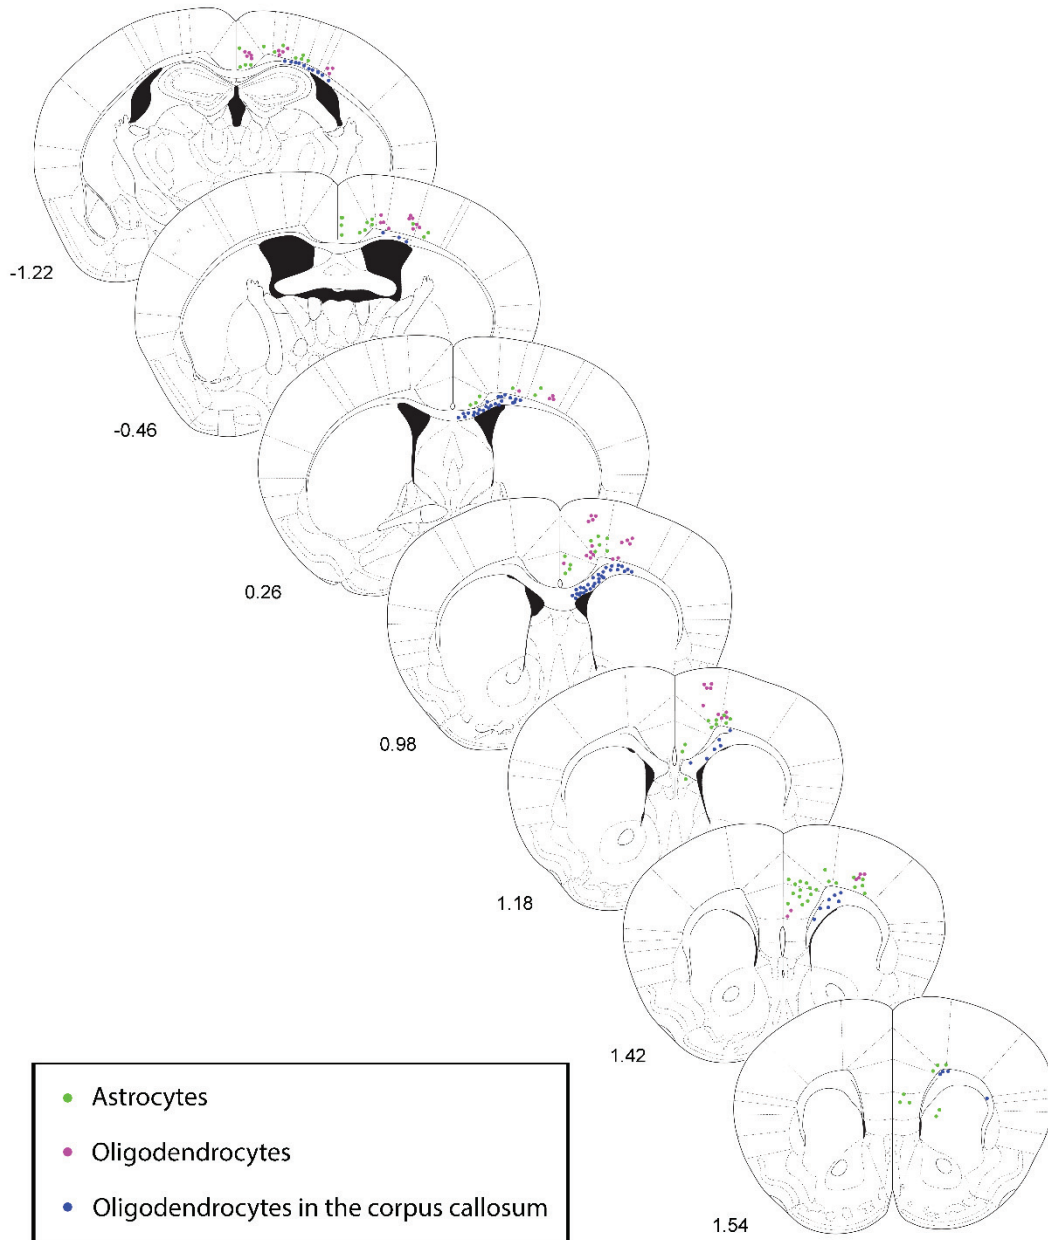 -1.22
-0.46
0.26
0.98
1.18
1.42
1.54
Astrocytes
Oligodendrocytes
Oligodendrocytes in the corpus callosum